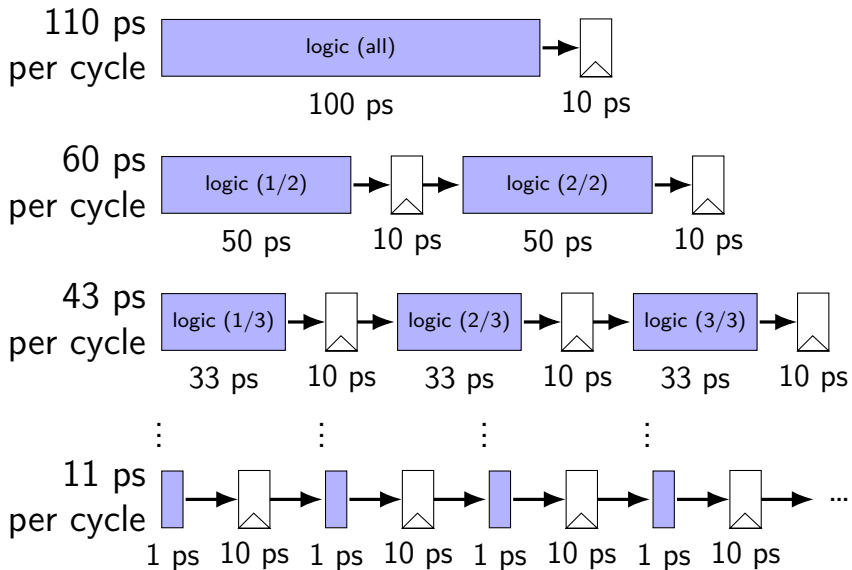 110 ps
per cycle
logic (all)
100 ps
10 ps
60 ps
per cycle
logic (1/2)
logic (2/2)
50 ps
10 ps
50 ps
10 ps
43 ps
per cycle
logic (1/3)
logic (2/3)
logic (3/3)
33 ps
10 ps
33 ps
10 ps
33 ps
10 ps
⋮ ⋮ ⋮ ⋮
11 ps
per cycle
...
1 ps
10 ps
1 ps
10 ps
1 ps
10 ps
1 ps
10 ps